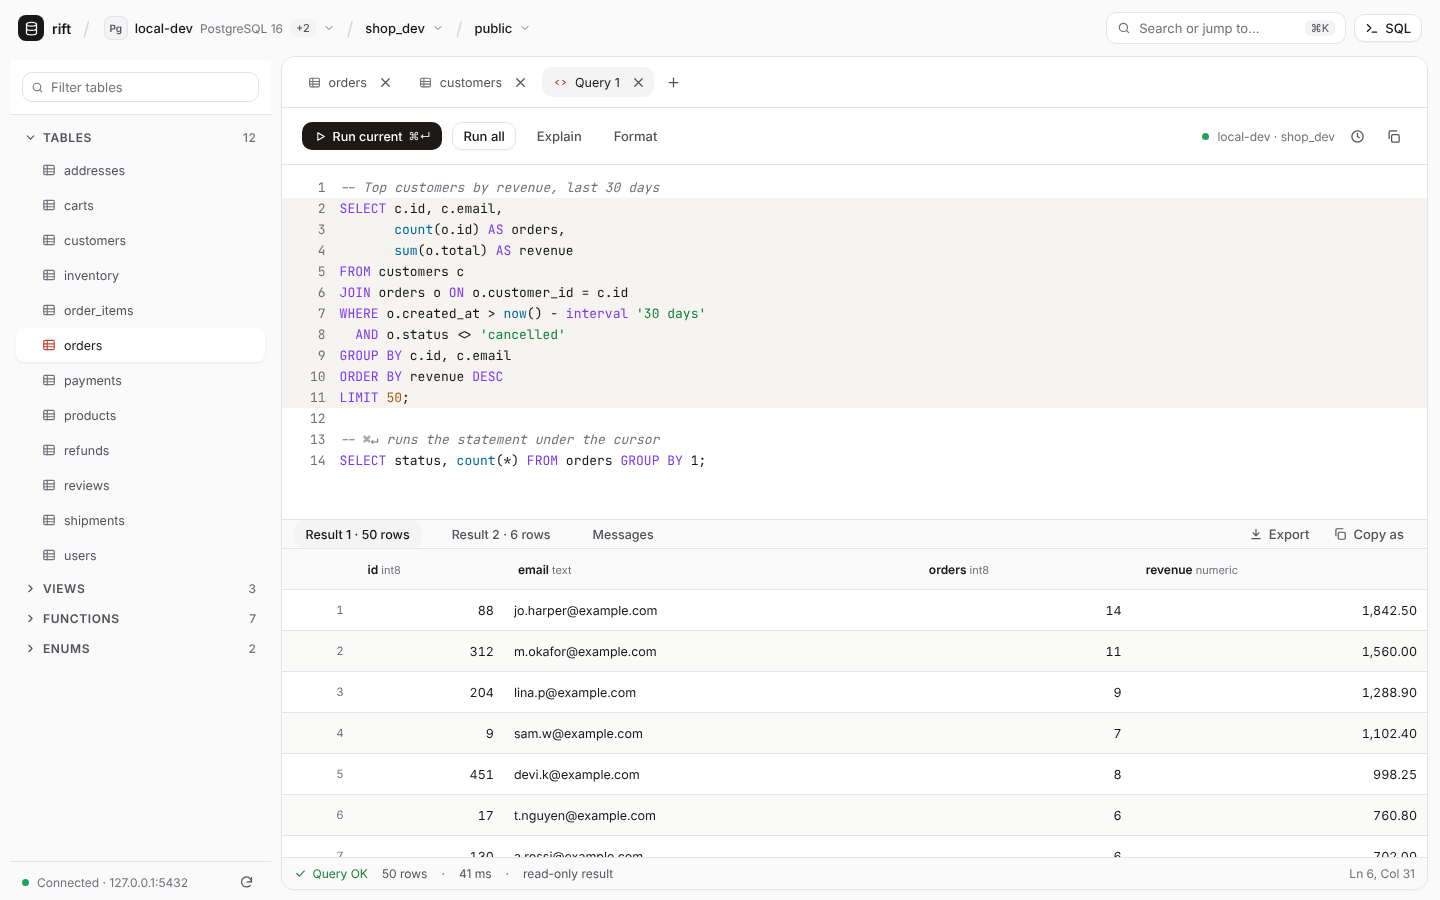 rift / Pg local-dev PostgreSQL 16 +2 / shop_dev / public
Search or jump to... ⌘K
SQL
Filter tables
TABLES 12
addresses
carts
customers
inventory
order_items
orders
payments
products
refunds
reviews
shipments
users
VIEWS 3
FUNCTIONS 7
ENUMS 2
Connected · 127.0.0.1:5432
orders customers Query 1
Run current ⌘↵ Run all Explain Format
local-dev · shop_dev
1 -- Top customers by revenue, last 30 days
2 SELECT c.id, c.email,
3 count(o.id) AS orders,
4 sum(o.total) AS revenue
5 FROM customers c
6 JOIN orders o ON o.customer_id = c.id
7 WHERE o.created_at > now() - interval '30 days'
8 AND o.status <> 'cancelled'
9 GROUP BY c.id, c.email
10 ORDER BY revenue DESC
11 LIMIT 50;
12
13 -- ⌘↵ runs the statement under the cursor
14 SELECT status, count(*) FROM orders GROUP BY 1;
Result 1 · 50 rows Result 2 · 6 rows Messages
Export Copy as
id int8 email text orders int8 revenue numeric
1 88 jo.harper@example.com 14 1,842.50
2 312 m.okafor@example.com 11 1,560.00
3 204 lina.p@example.com 9 1,288.90
4 9 sam.w@example.com 7 1,102.40
5 451 devi.k@example.com 8 998.25
6 17 t.nguyen@example.com 6 760.80
7 130 a.rossi@example.com 6 702.00
Query OK 50 rows · 41 ms · read-only result
Ln 6, Col 31